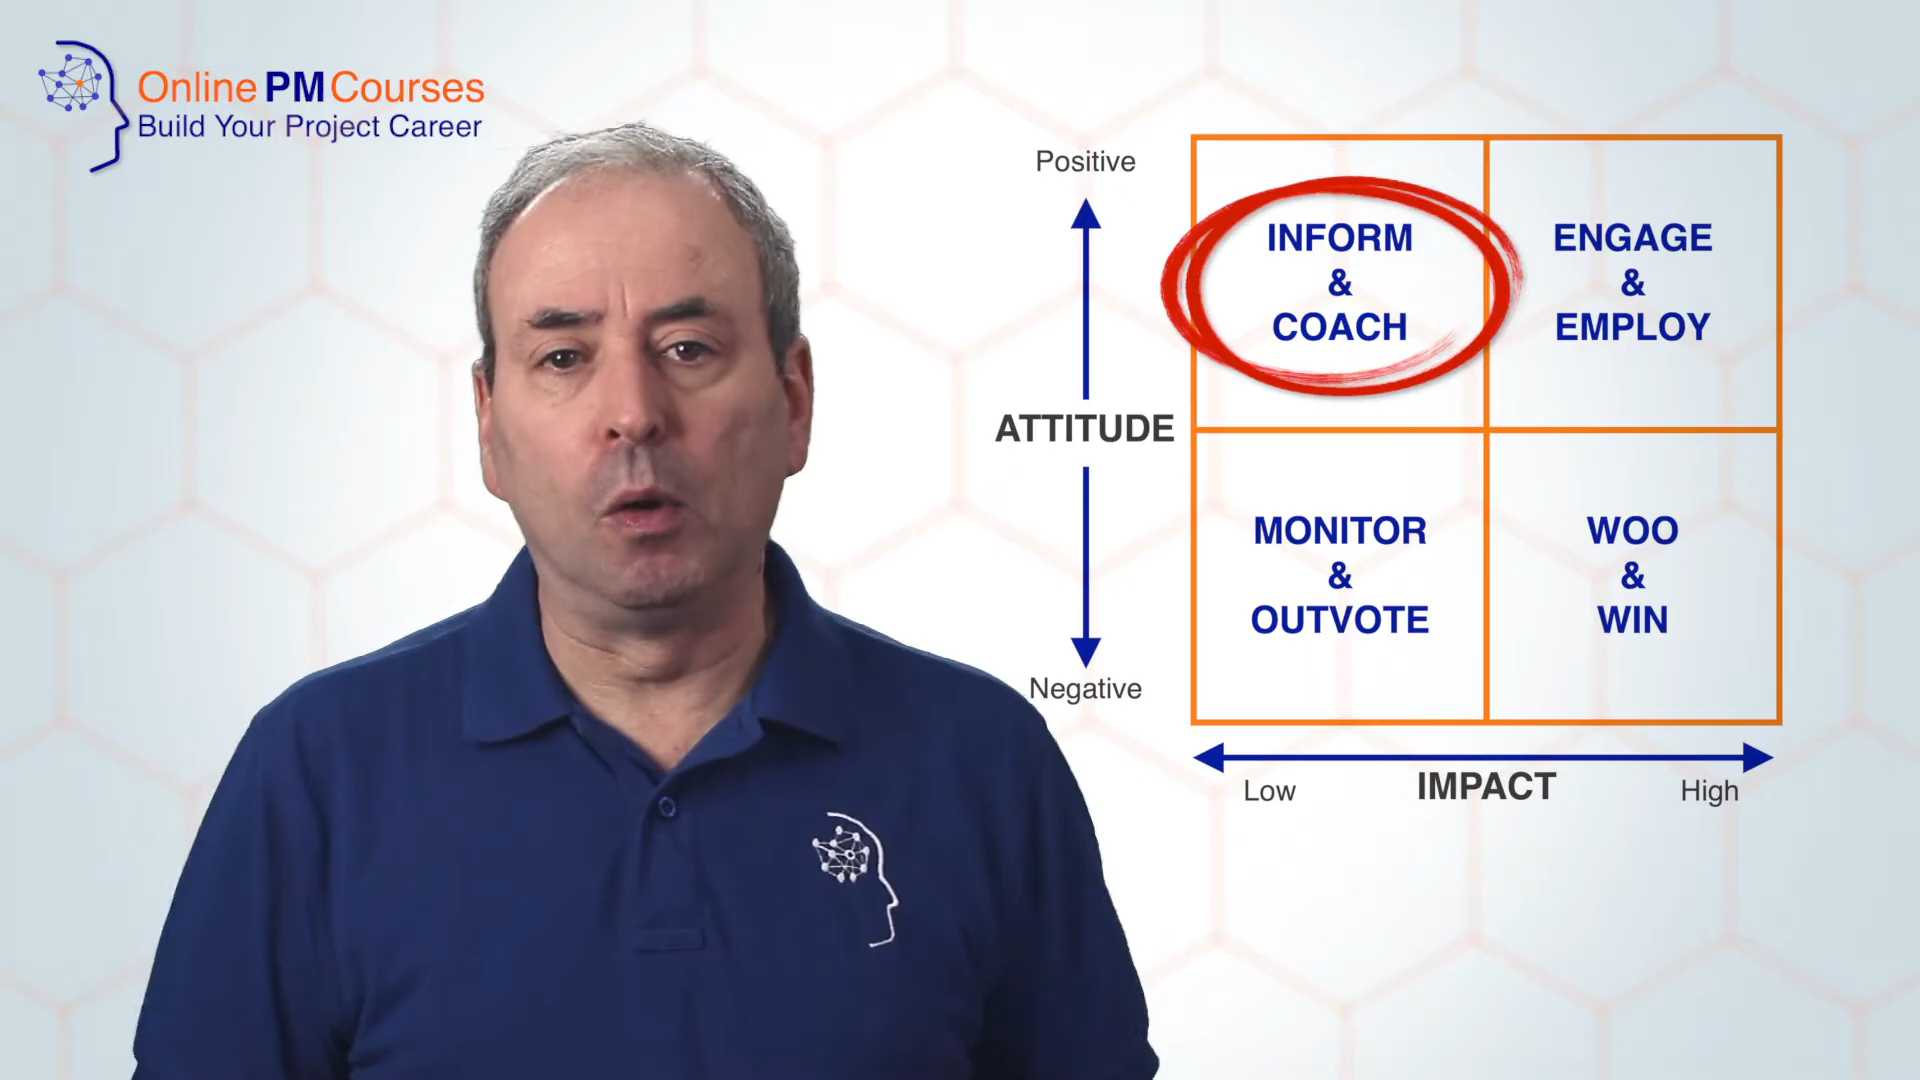 Online PM Courses
Build Your Project Career
Positive
ATTITUDE
Negative
INFORM
&
COACH
ENGAGE
&
EMPLOY
MONITOR
&
OUTVOTE
WOO
&
WIN
Low
IMPACT
High